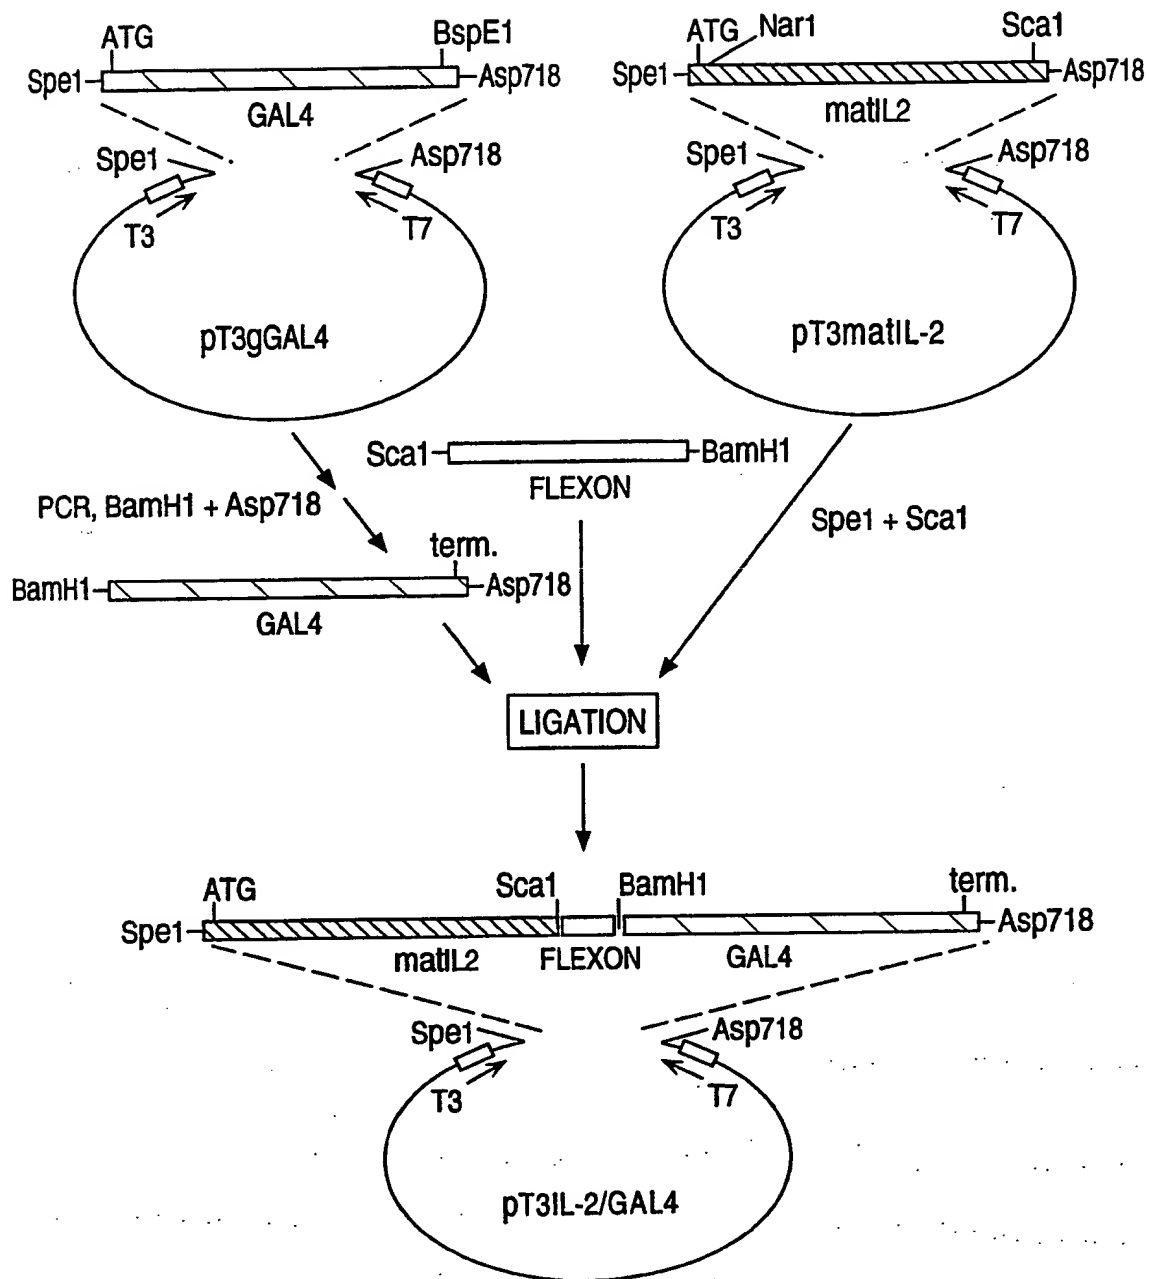 ATG
BspE1
Spe1
Asp718
GAL4
Spe1
Asp718
T3
T7
pT3gGAL4
ATG
Nar1
Sca1
Spe1
Asp718
matIL2
Spe1
Asp718
T3
T7
pT3matIL-2
Sca1
BamH1
FLEXON
PCR, BamH1 + Asp718
Spe1 + Sca1
term.
BamH1
Asp718
GAL4
LIGATION
ATG
Sca1
BamH1
term.
Spe1
Asp718
matIL2
FLEXON
GAL4
Spe1
Asp718
T3
T7
pT3IL-2/GAL4